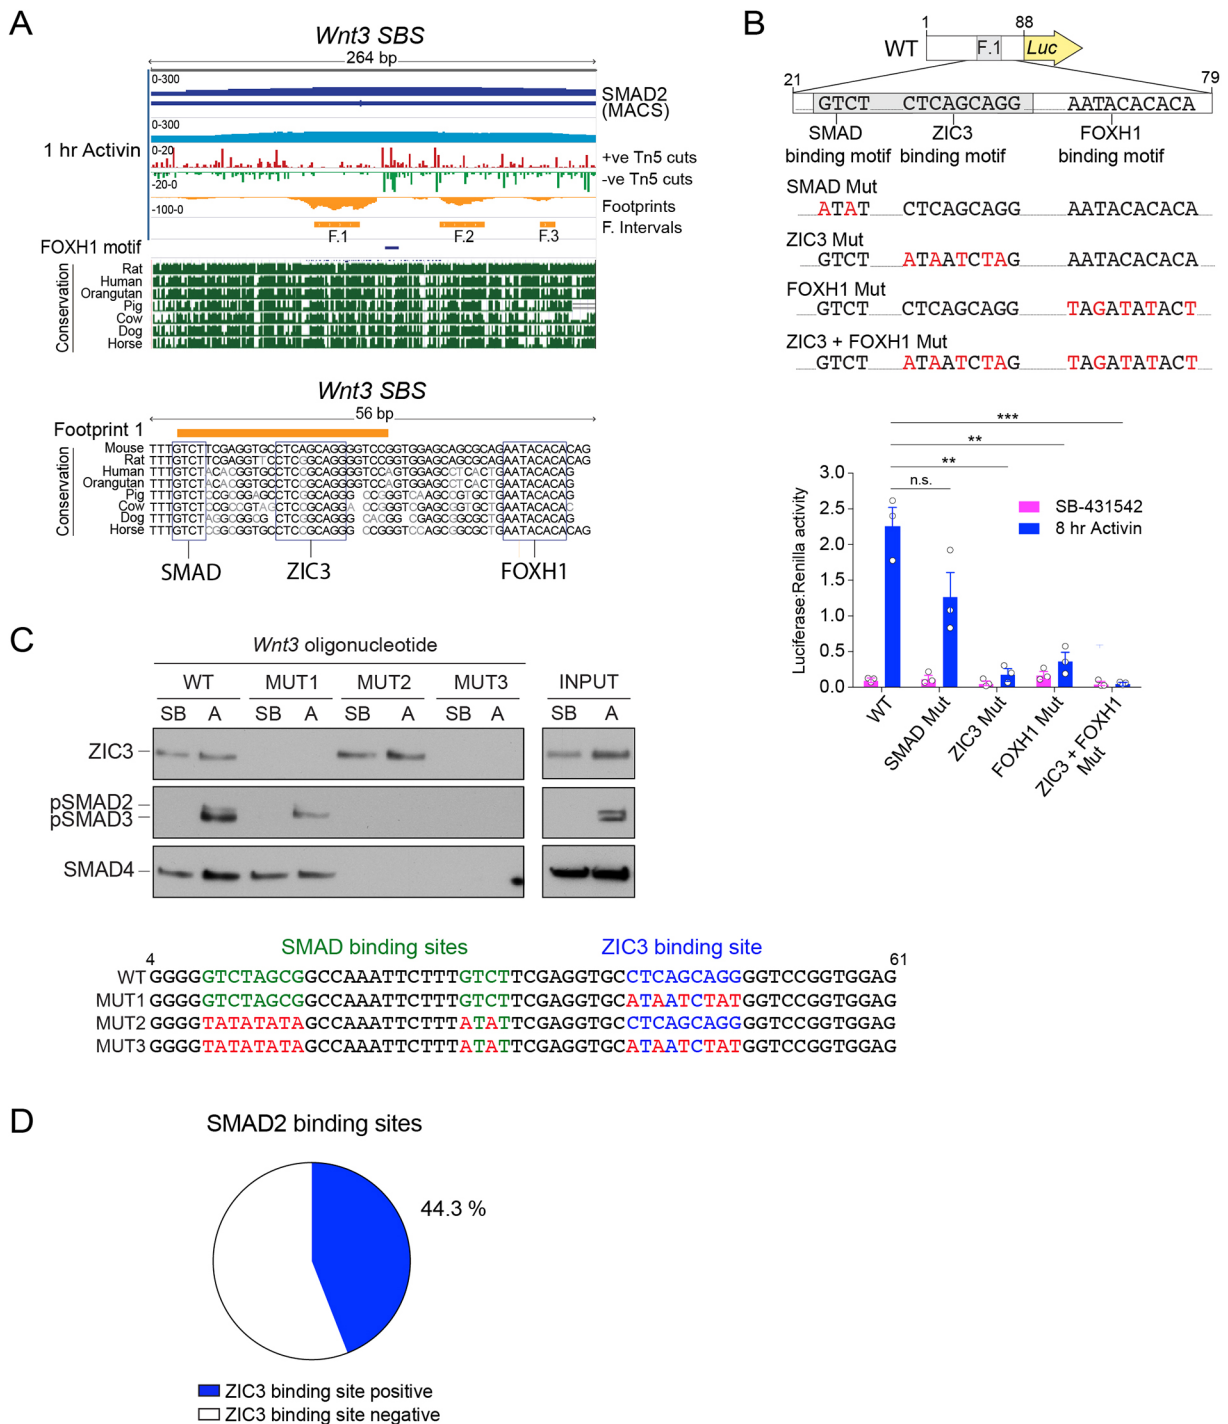 A
Wnt3 SBS
264 bp
0-300
SMAD2
(MACS)
0-300
1 hr Activin
0-20
+ve Tn5 cuts
-20-0
-ve Tn5 cuts
-100-0
Footprints
F. Intervals
F.1 F.2 F.3
FOXH1 motif
Conservation
Rat
Human
Orangutan
Pig
Cow
Dog
Horse
Wnt3 SBS
56 bp
Footprint 1
Conservation
Mouse TTTGTCTTCGAGGTGCCTCAGCAGGGGTCCGGTGGAGCAGCGCAGAATACACACAG
Rat
Human
Orangutan
Pig
Cow
Dog
Horse
SMAD ZIC3 FOXH1
B
1 88
WT F.1 Luc
21 79
GTCT CTCAGCAGG AATACACACA
SMAD ZIC3 FOXH1
binding motif binding motif binding motif
SMAD Mut
ATAT CTCAGCAGG AATACACACA
ZIC3 Mut
GTCT ATAATCTAG AATACACACA
FOXH1 Mut
GTCT CTCAGCAGG TAGATATACT
ZIC3 + FOXH1 Mut
GTCT ATAATCTAG TAGATATACT
***
**
**
n.s.
Luciferase:Renilla activity
3.0
2.5
2.0
1.5
1.0
0.5
0.0
SB-431542
8 hr Activin
WT
SMAD Mut
ZIC3 Mut
FOXH1 Mut
ZIC3 + FOXH1
Mut
C
Wnt3 oligonucleotide
WT MUT1 MUT2 MUT3 INPUT
SB A SB A SB A SB A SB A
ZIC3
pSMAD2
pSMAD3
SMAD4
SMAD binding sites ZIC3 binding site
4 61
WT GGGGGTCTAGCGGCCAAATTCTTTGTCTTCGAGGTGCCTCAGCAGGGGTCCGGTGGAG
MUT1 GGGGGTCTAGCGGCCAAATTCTTTGTCTTCGAGGTGCATAATCTATGGTCCGGTGGAG
MUT2 GGGGTATATATAGCCAAATTCTTTATATTCGAGGTGCCTCAGCAGGGGTCCGGTGGAG
MUT3 GGGGTATATATAGCCAAATTCTTTATATTCGAGGTGCATAATCTATGGTCCGGTGGAG
D
SMAD2 binding sites
44.3 %
ZIC3 binding site positive
ZIC3 binding site negative